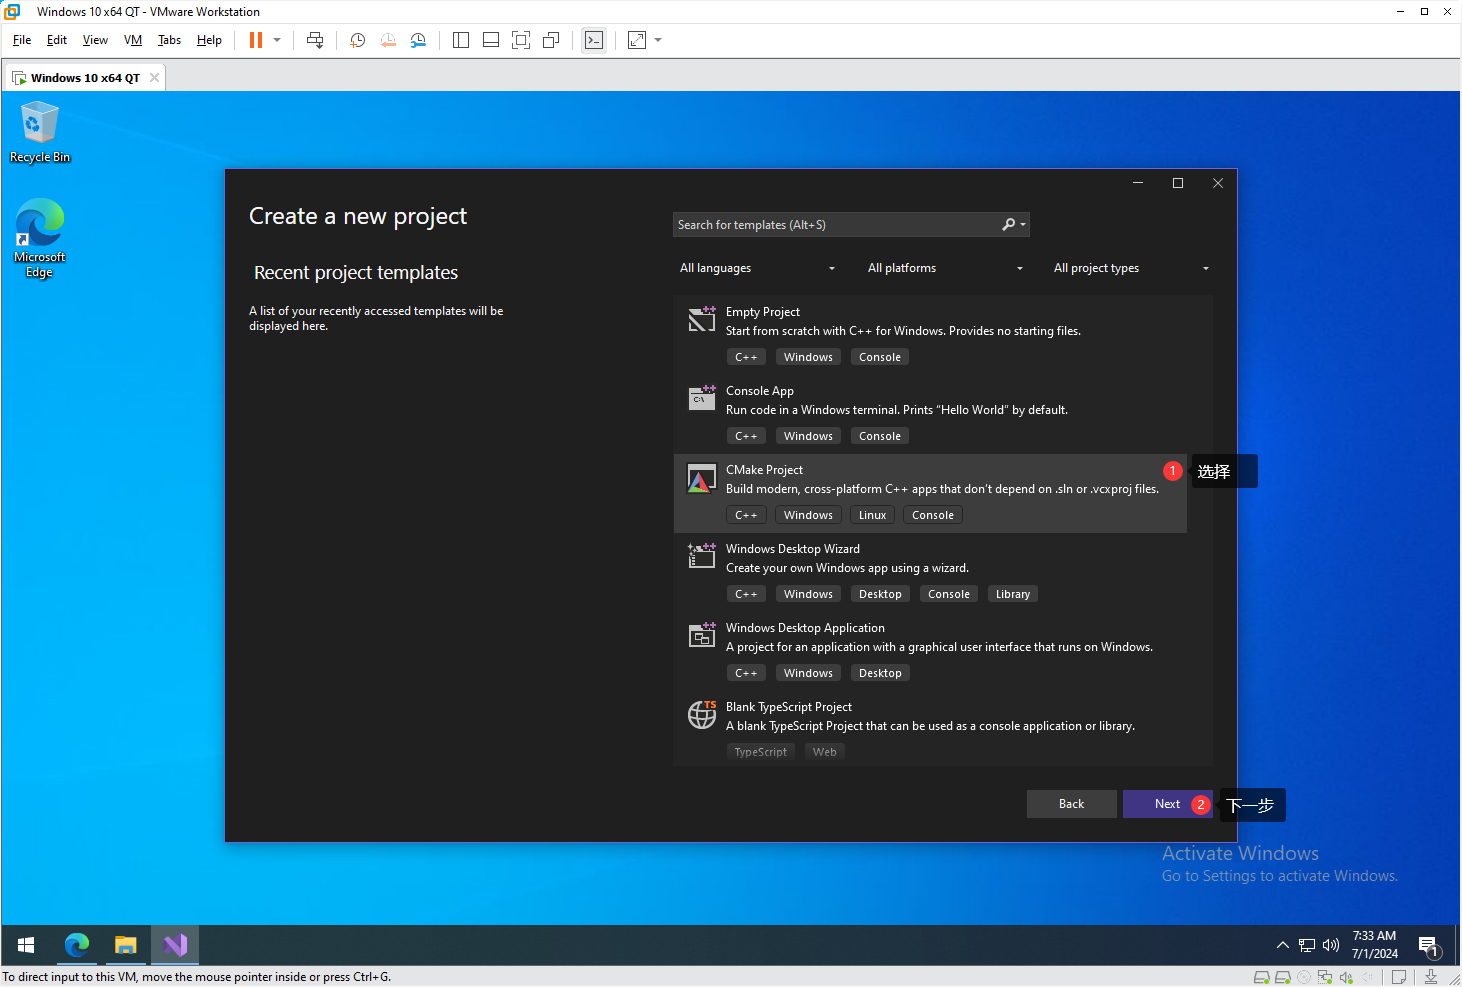 Windows 10 x64 QT - VMware Workstation
File Edit View VM Tabs Help
Windows 10 x64 QT
Recycle Bin
Microsoft
Edge
Create a new project
Search for templates (Alt+S)
Recent project templates
All languages All platforms All project types
A list of your recently accessed templates will be
displayed here.
Empty Project
Start from scratch with C++ for Windows. Provides no starting files.
C++ Windows Console
Console App
C:\
Run code in a Windows terminal. Prints "Hello World" by default.
C++ Windows Console
CMake Project
1 选择
Build modern, cross-platform C++ apps that don't depend on .sln or .vcxproj files.
C++ Windows Linux Console
Windows Desktop Wizard
Create your own Windows app using a wizard.
C++ Windows Desktop Console Library
Windows Desktop Application
A project for an application with a graphical user interface that runs on Windows.
C++ Windows Desktop
TS
Blank TypeScript Project
A blank TypeScript Project that can be used as a console application or library.
TypeScript Web
Back Next 2 下一步
Activate Windows
Go to Settings to activate Windows.
7:33 AM
7/1/2024
1
To direct input to this VM, move the mouse pointer inside or press Ctrl+G.